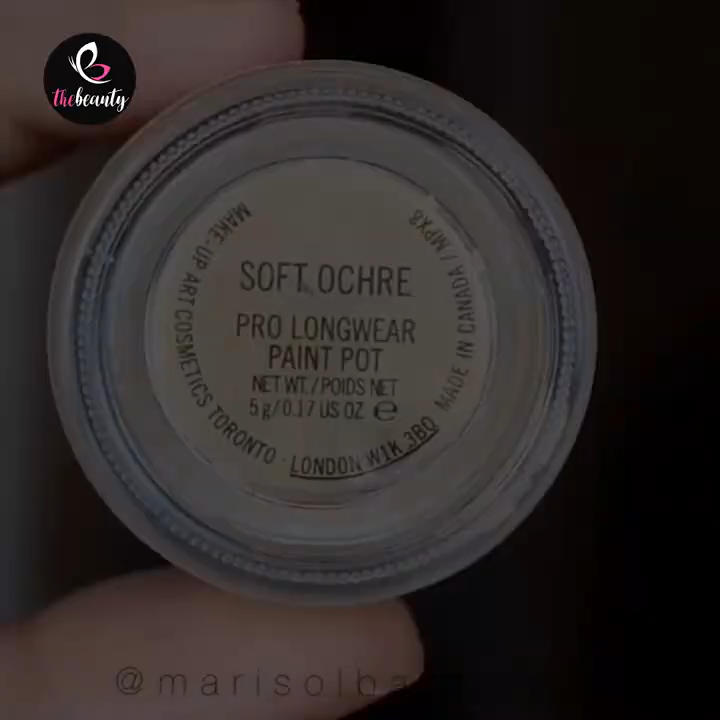 thebeauty
SOFT OCHRE
PRO LONGWEAR
PAINT POT
NET WT./POIDS NET
5 g/0.17 US OZ e
MAKE-UP ART COSMETICS TORONTO · LONDON W1K 3BQ
MADE IN CANADA / MPX8